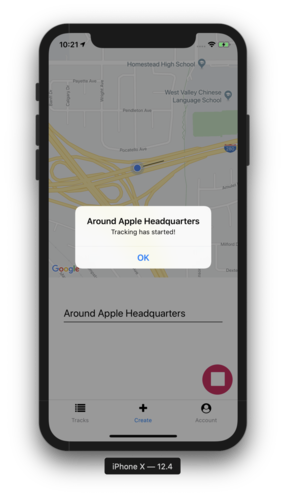 10:21
Homestead High School
West Valley Chinese
Language School
Around Apple Headquarters
Tracking has started!
OK
Google
Around Apple Headquarters
Tracks
Create
Account
iPhone X — 12.4